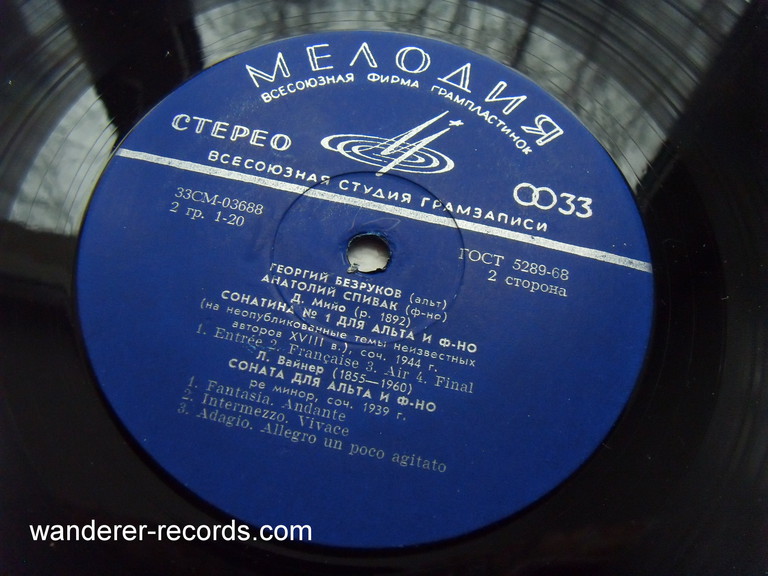 МЕЛОДИЯ
ВСЕСОЮЗНАЯ ФИРМА ГРАМПЛАСТИНОК
СТЕРЕО
33
ВСЕСОЮЗНАЯ СТУДИЯ ГРАМЗАПИСИ
33СМ-03688
2 гр. 1-20
ГОСТ 5289-68
2 сторона
ГЕОРГИЙ БЕЗРУКОВ (альт)
АНАТОЛИЙ СПИВАК (ф-но)
Д. Мийо (р. 1892)
СОНАТИНА № 1 ДЛЯ АЛЬТА И Ф-НО
(на неопубликованные темы неизвестных
авторов XVIII в.), соч. 1944 г.
1. Entrée 2. Française 3. Air 4. Final
Л. Вайнер (1855—1960)
СОНАТА ДЛЯ АЛЬТА И Ф-НО
ре минор, соч. 1939 г.
1. Fantasia. Andante
2. Intermezzo. Vivace
3. Adagio. Allegro un poco agitato
wanderer-records.com